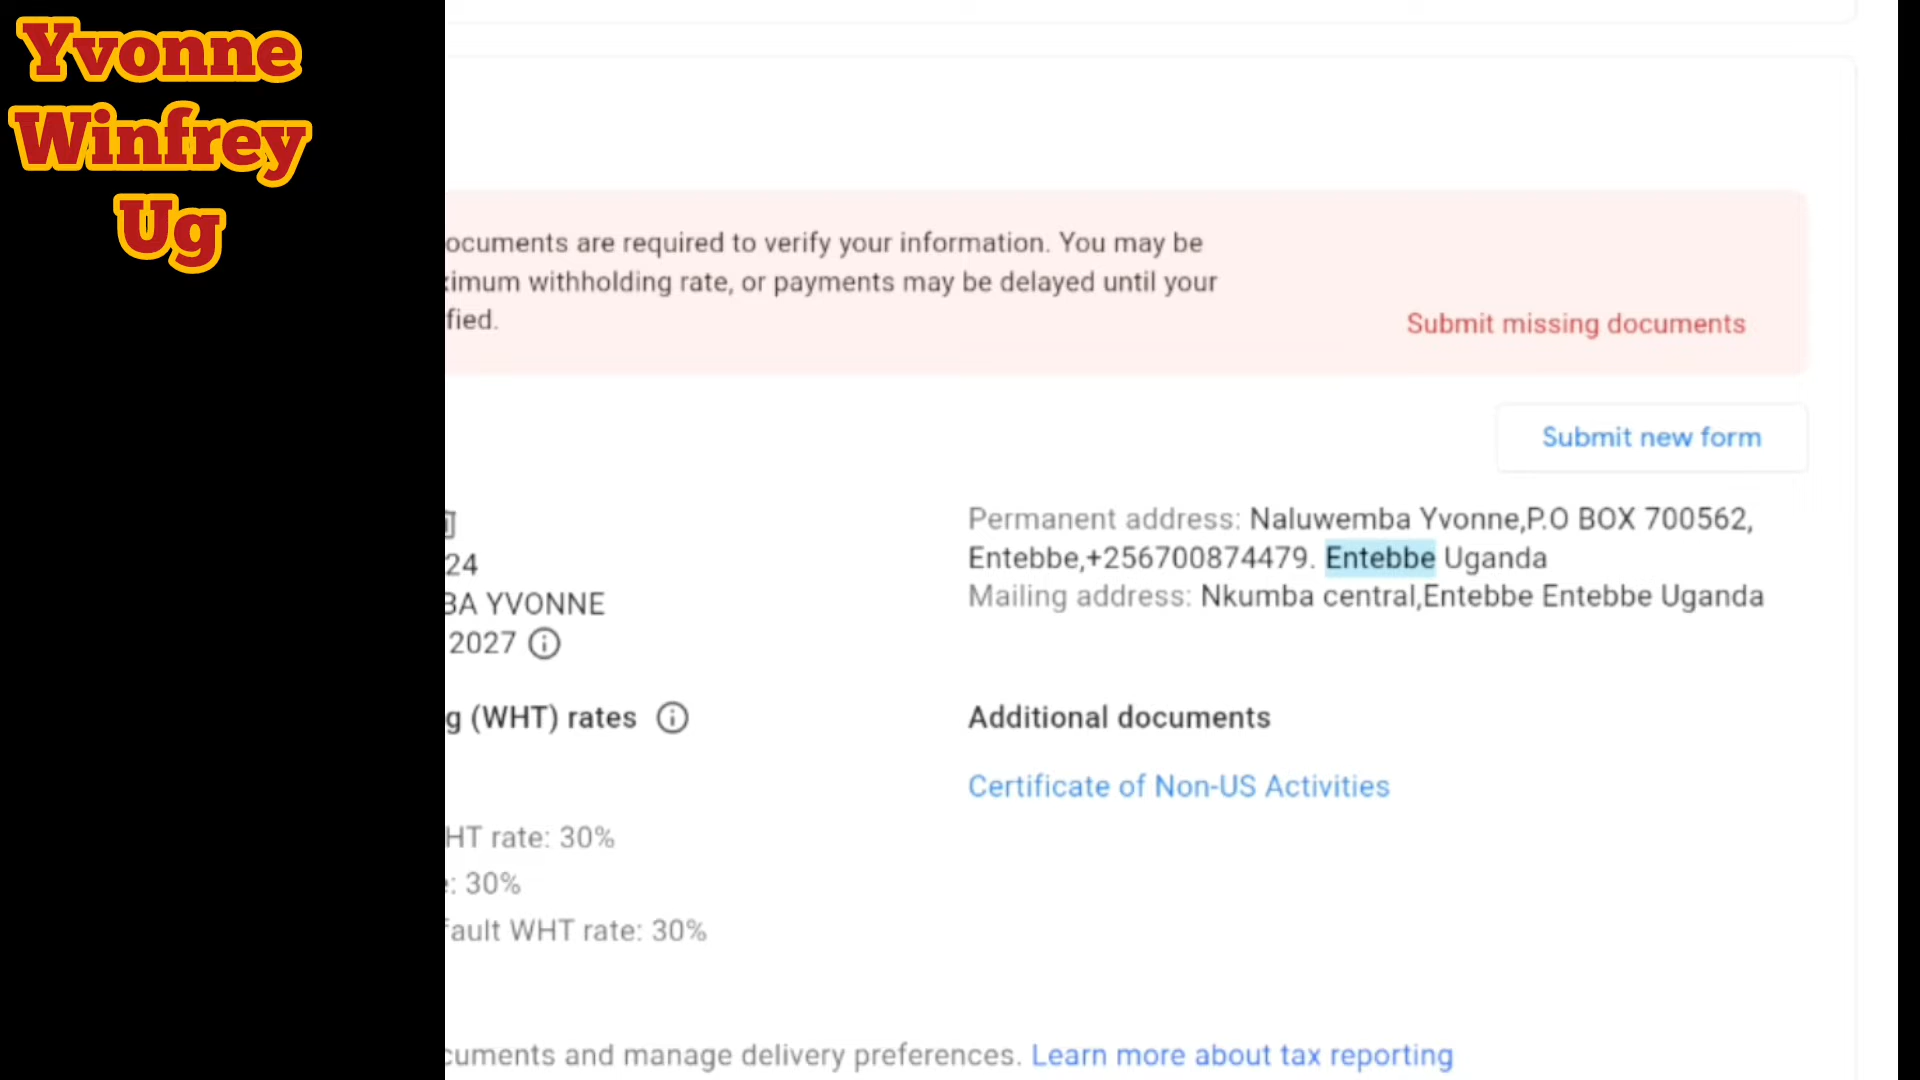 Yvonne
Winfrey
Ug
ocuments are required to verify your information. You may be
imum withholding rate, or payments may be delayed until your
fied.
Submit missing documents
Submit new form
24
BA YVONNE
2027
Permanent address: Naluwemba Yvonne,P.O BOX 700562,
Entebbe,+256700874479. Entebbe Uganda
Mailing address: Nkumba central,Entebbe Entebbe Uganda
g (WHT) rates
Additional documents
Certificate of Non-US Activities
HT rate: 30%
: 30%
fault WHT rate: 30%
cuments and manage delivery preferences. Learn more about tax reporting